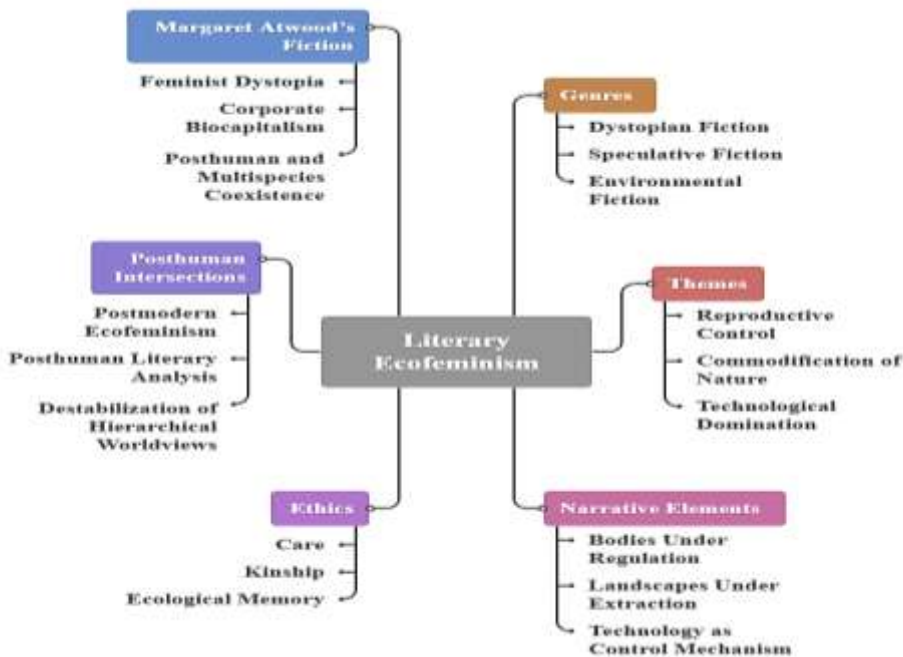 Margaret Atwood's
Fiction
Feminist Dystopia
Corporate
Biocapitalism
Posthuman and
Multispecies
Coexistence
Posthuman
Intersections
Postmodern
Ecofeminism
Posthuman Literary
Analysis
Destabilization of
Hierarchical
Worldviews
Ethics
Care
Kinship
Ecological Memory
Literary
Ecofeminism
Genres
Dystopian Fiction
Speculative Fiction
Environmental
Fiction
Themes
Reproductive
Control
Commodification of
Nature
Technological
Domination
Narrative Elements
Bodies Under
Regulation
Landscapes Under
Extraction
Technology as
Control Mechanism